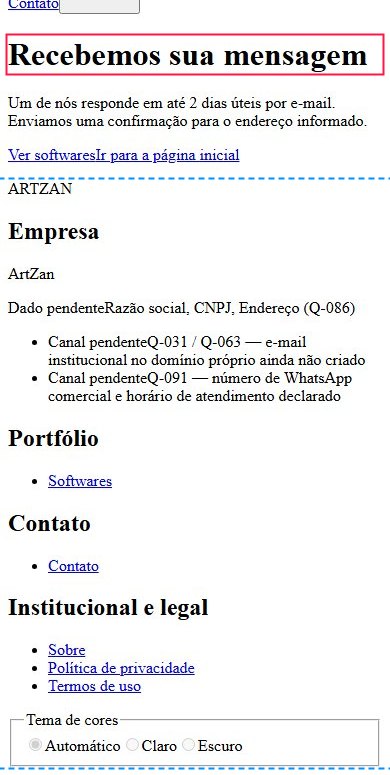 Contato
Recebemos sua mensagem
Um de nós responde em até 2 dias úteis por e-mail.
Enviamos uma confirmação para o endereço informado.
Ver softwaresIr para a página inicial
ARTZAN
Empresa
ArtZan
Dado pendenteRazão social, CNPJ, Endereço (Q-086)
Canal pendenteQ-031 / Q-063 — e-mail
institucional no domínio próprio ainda não criado
Canal pendenteQ-091 — número de WhatsApp
comercial e horário de atendimento declarado
Portfólio
Softwares
Contato
Contato
Institucional e legal
Sobre
Política de privacidade
Termos de uso
Tema de cores
Automático Claro Escuro